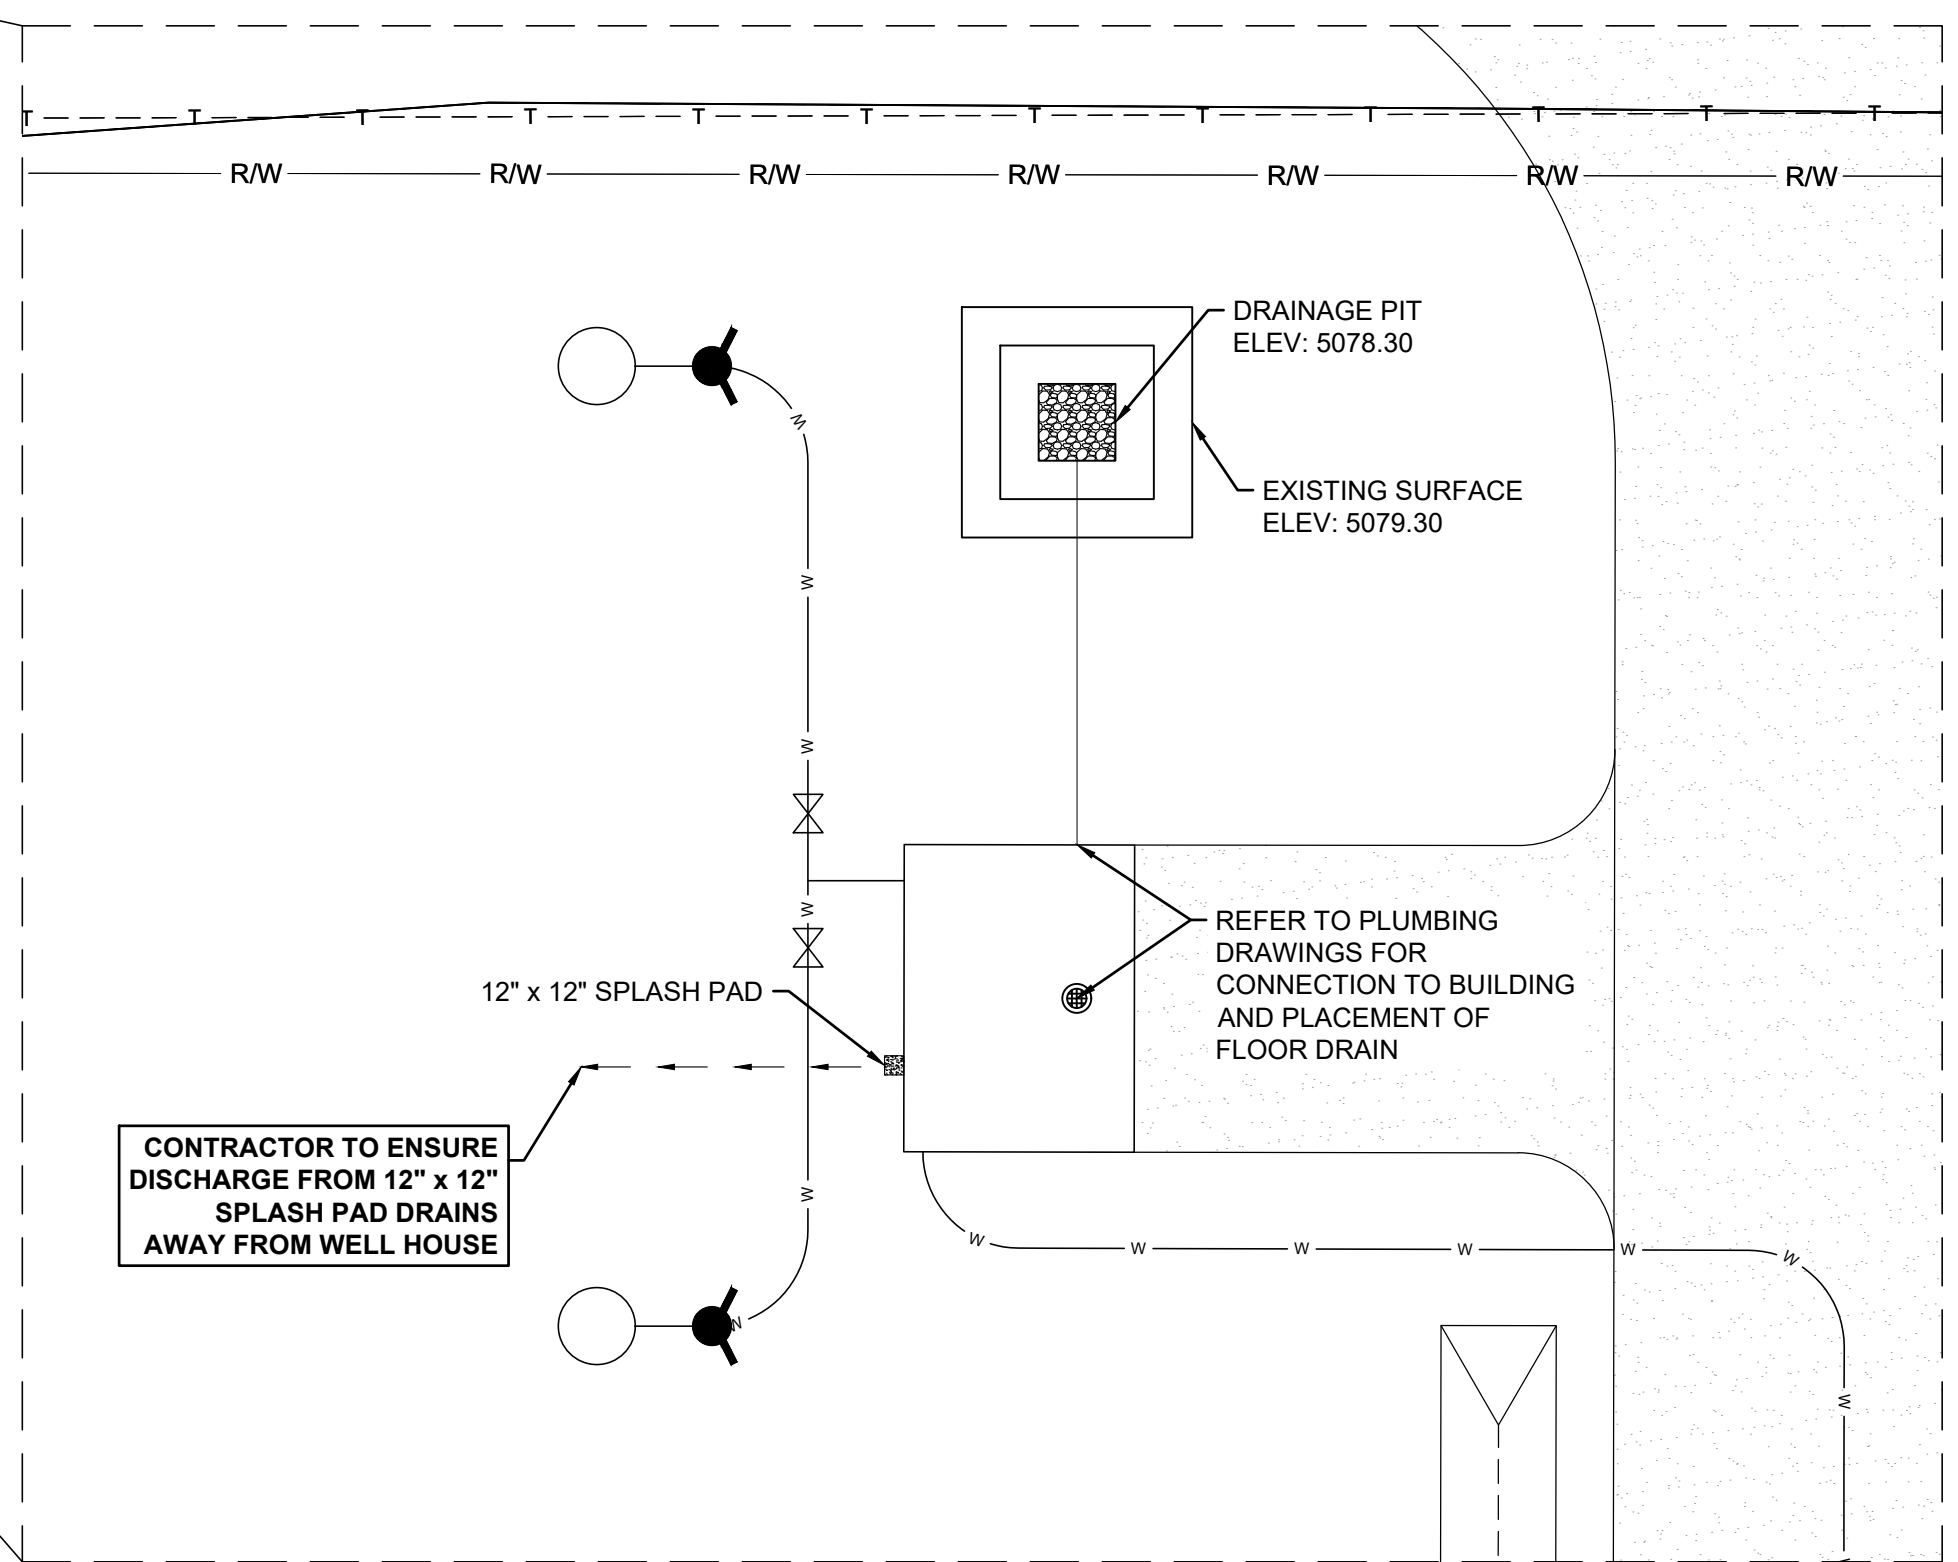 T T T T T T T T T T T T
R/W R/W R/W R/W R/W R/W R/W
DRAINAGE PIT
ELEV: 5078.30
W
EXISTING SURFACE
ELEV: 5079.30
W
W
W
REFER TO PLUMBING
DRAWINGS FOR
CONNECTION TO BUILDING
AND PLACEMENT OF
FLOOR DRAIN
12" x 12" SPLASH PAD
CONTRACTOR TO ENSURE
DISCHARGE FROM 12" x 12"
SPLASH PAD DRAINS
AWAY FROM WELL HOUSE
W
W W W W W W
W
W